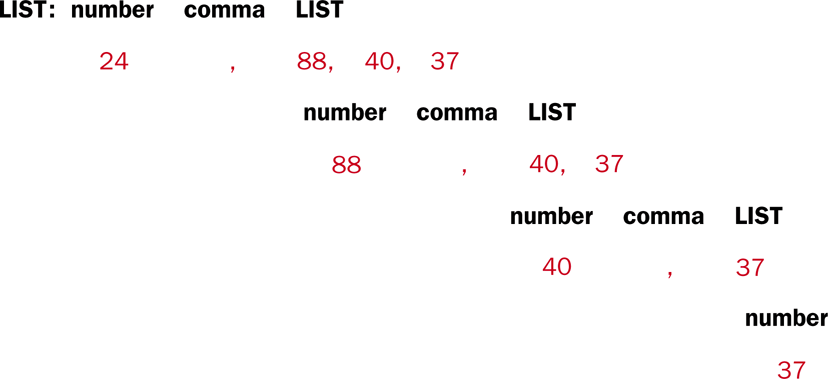 LIST: number comma LIST
24 , 88, 40, 37
number comma LIST
88 , 40, 37
number comma LIST
40 , 37
number
37